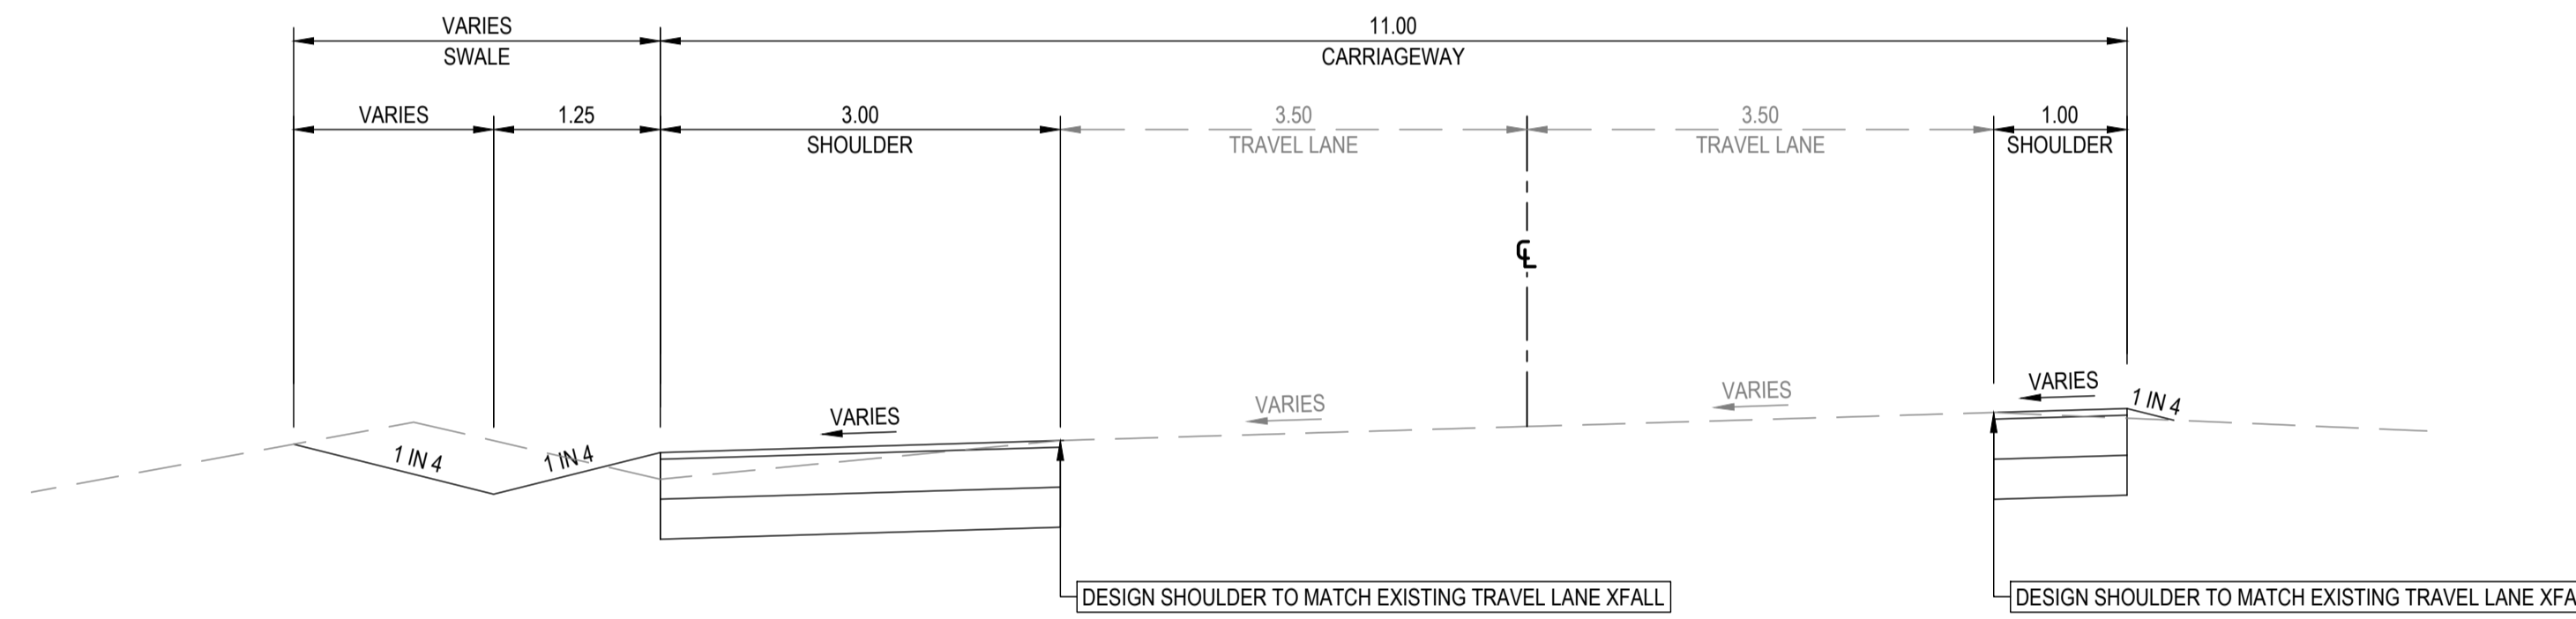 VARIES
SWALE
11.00
CARRIAGEWAY
VARIES
1.25
3.00
SHOULDER
3.50
TRAVEL LANE
3.50
TRAVEL LANE
1.00
SHOULDER
℄
VARIES
VARIES
VARIES
VARIES
1 IN 4
1 IN 4
1 IN 4
DESIGN SHOULDER TO MATCH EXISTING TRAVEL LANE XFALL
DESIGN SHOULDER TO MATCH EXISTING TRAVEL LANE XFA